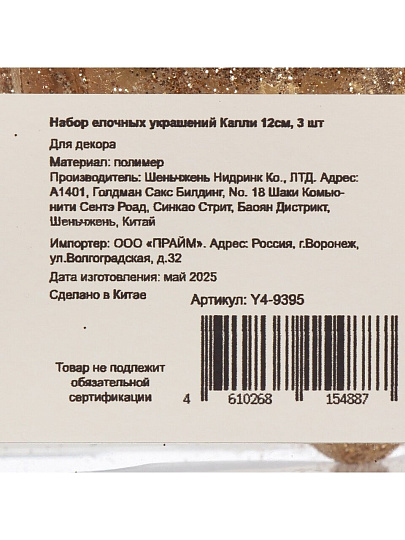 Набор елочных украшений Капли 12см, 3 шт
Для декора
Материал: полимер
Производитель: Шеньчжень Нидринк Ко., ЛТД. Адрес:
А1401, Голдман Сакс Билдинг, No. 18 Шаки Комью-
нити Сентэ Роад, Синкао Стрит, Баоян Дистрикт,
Шеньчжень, Китай
Импортер: ООО «ПРАЙМ». Адрес: Россия, г.Воронеж,
ул.Волгоградская, д.32
Дата изготовления: май 2025
Сделано в Китае
Артикул: Y4-9395
Товар не подлежит
обязательной
сертификации
4 610268 154887